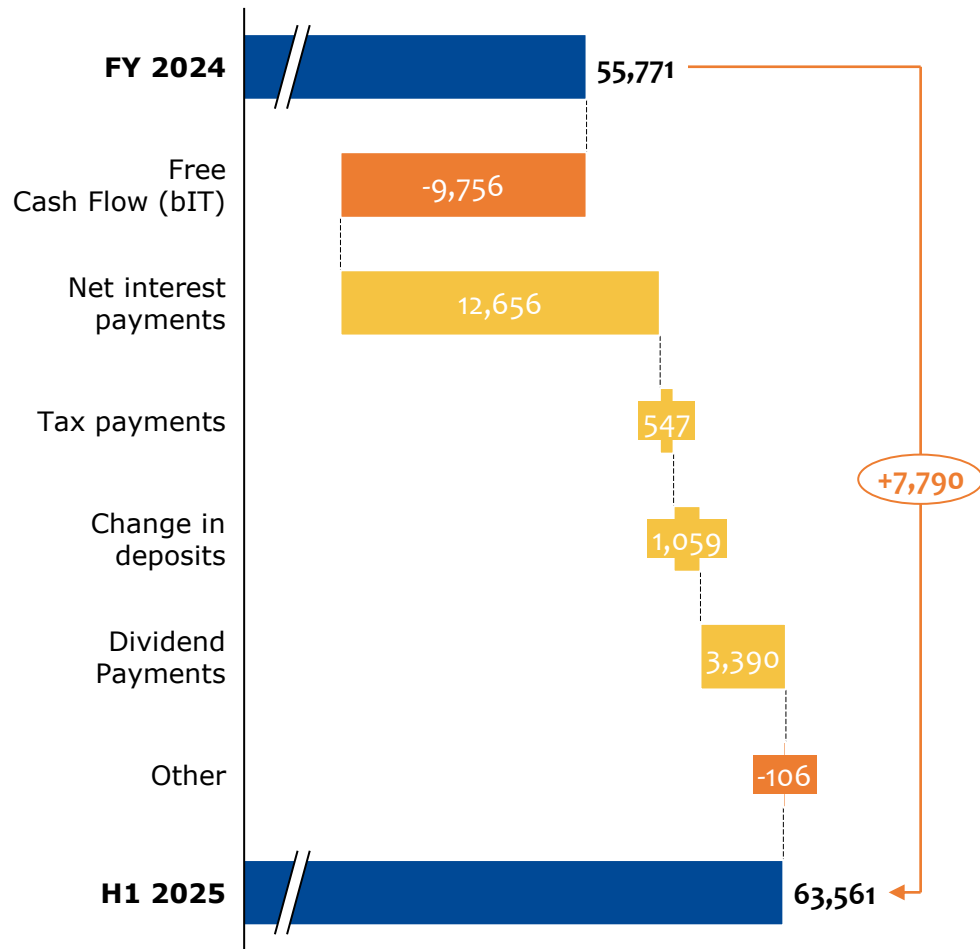 FY 2024
55,771
Free
Cash Flow (bIT)
-9,756
Net interest
payments
12,656
Tax payments
547
+7,790
Change in
deposits
1,059
Dividend
Payments
3,390
Other
-106
H1 2025
63,561